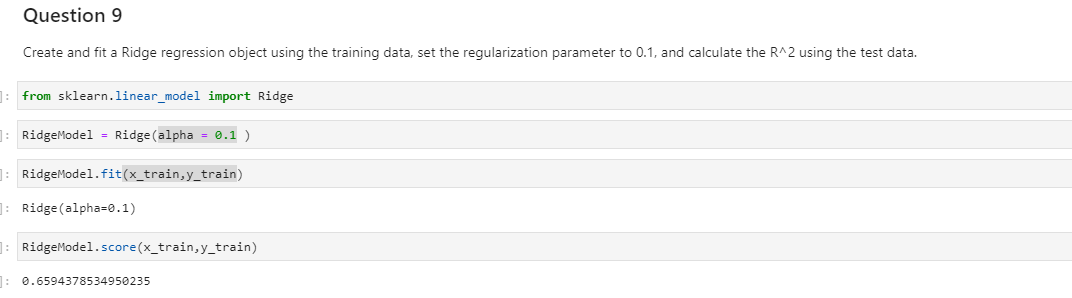 Question 9
Create and fit a Ridge regression object using the training data, set the regularization parameter to 0.1, and calculate the R^2 using the test data.
]: from sklearn.linear_model import Ridge
]: RidgeModel = Ridge(alpha = 0.1 )
]: RidgeModel.fit(x_train,y_train)
]: Ridge(alpha=0.1)
]: RidgeModel.score(x_train,y_train)
]: 0.6594378534950235